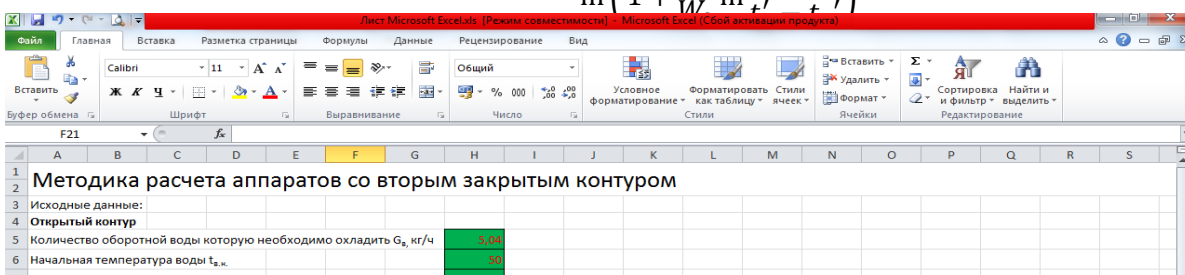 Лист Microsoft Excel.xls [Режим совместимости] - Microsoft Excel (Сбой активации продукта)
Файл Главная Вставка Разметка страницы Формулы Данные Рецензирование Вид
Вставить Calibri 11 Общий Условное форматирование Форматировать как таблицу Стили ячеек Вставить Удалить Формат Сортировка и фильтр Найти и выделить
Ж К Ч % 000
Буфер обмена Шрифт Выравнивание Число Стили Ячейки Редактирование
F21 fx
A B C D E F G H I J K L M N O P Q R S
1
2 Методика расчета аппаратов со вторым закрытым контуром
3 Исходные данные:
4 Открытый контур
5 Количество оборотной воды которую необходимо охладить Gв, кг/ч 5,04
6 Начальная температура воды tв.н. 50